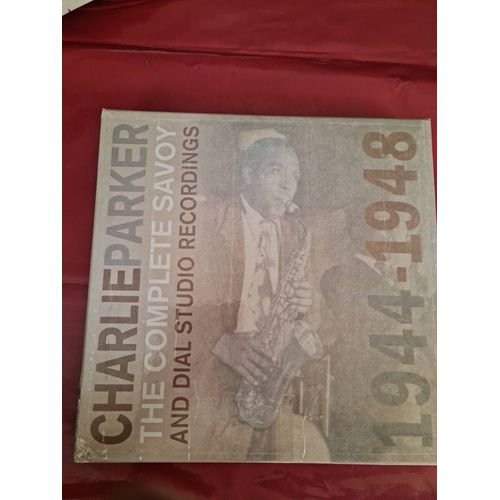 CHARLIEPARKER
THE COMPLETE SAVOY
AND DIAL STUDIO RECORDINGS
1944-1948